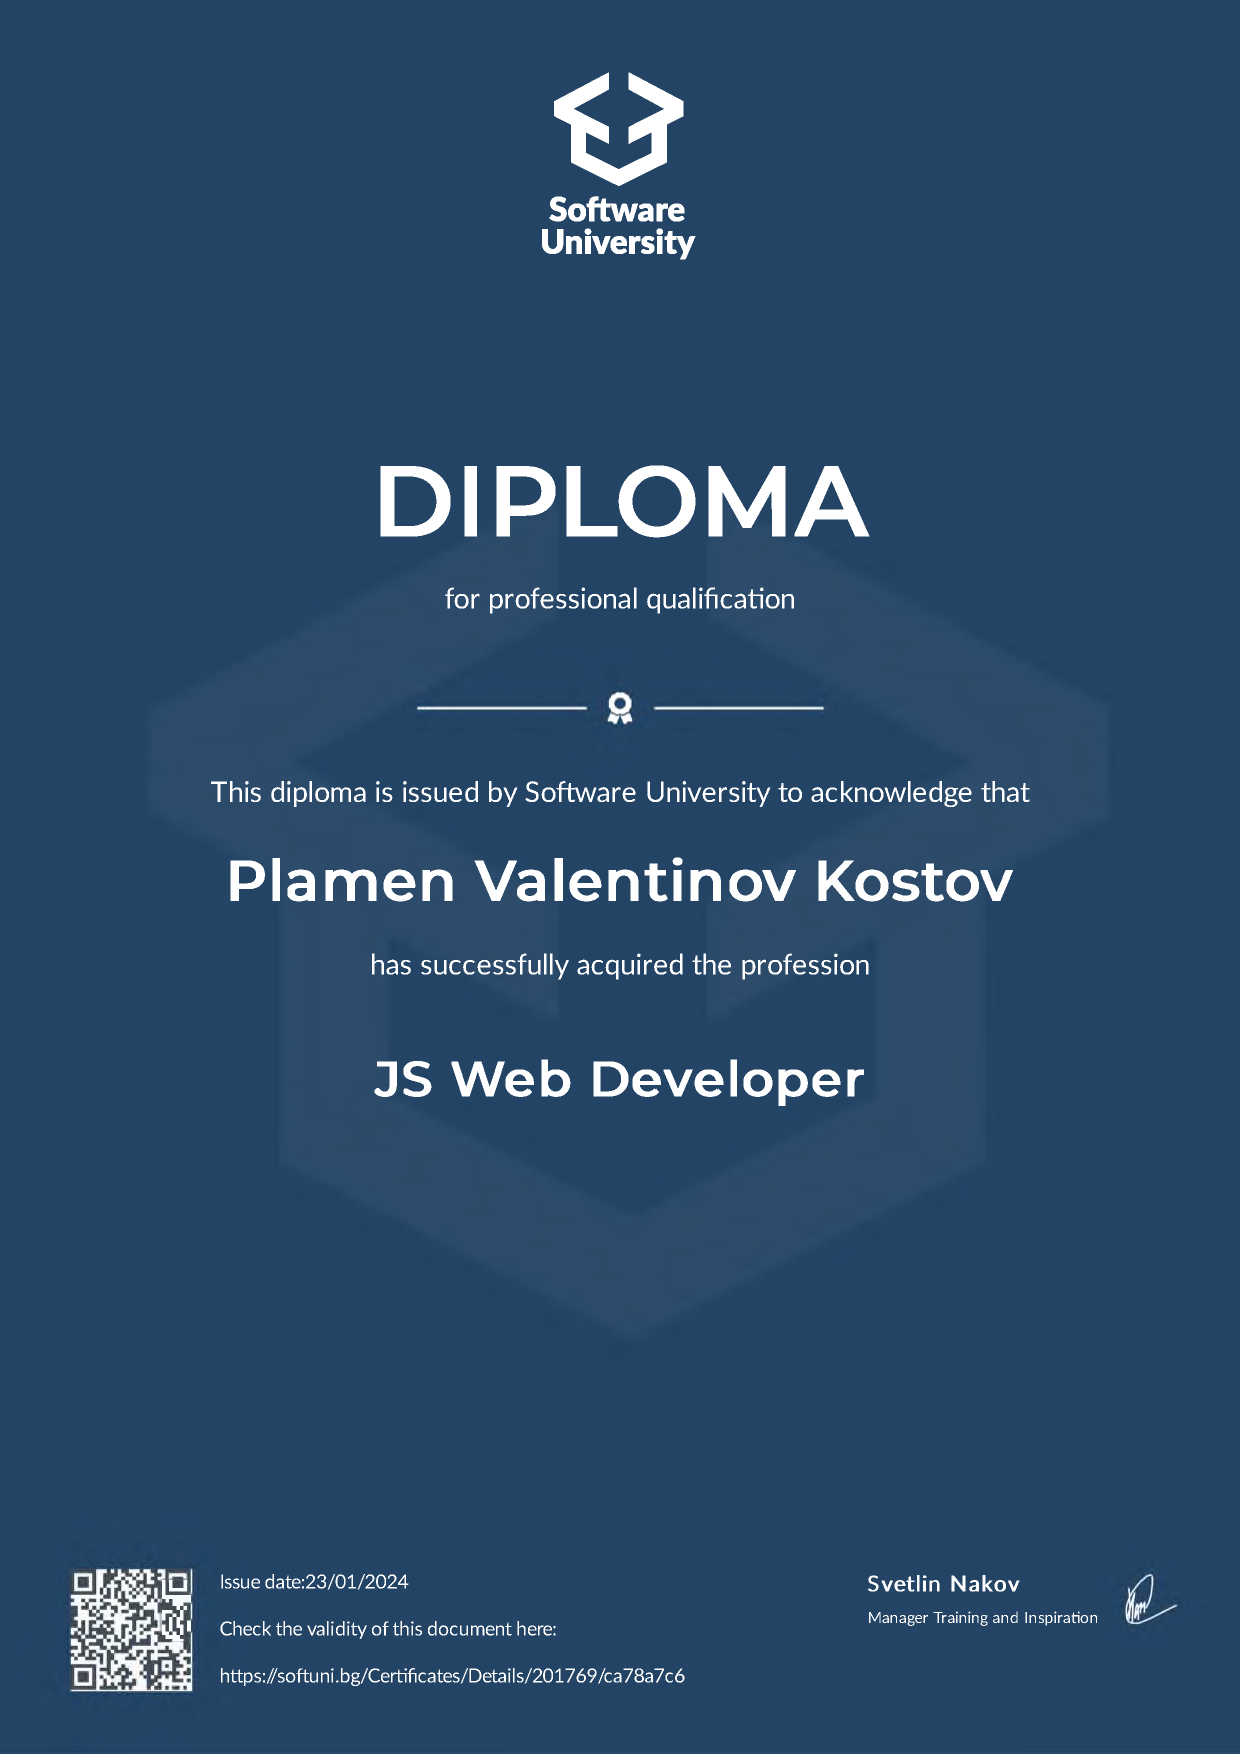 Software
University
DIPLOMA
for professional qualification
This diploma is issued by Software University to acknowledge that
Plamen Valentinov Kostov
has successfully acquired the profession
JS Web Developer
Issue date:23/01/2024
Check the validity of this document here:
https://softuni.bg/Certificates/Details/201769/ca78a7c6
Svetlin Nakov
Manager Training and Inspiration